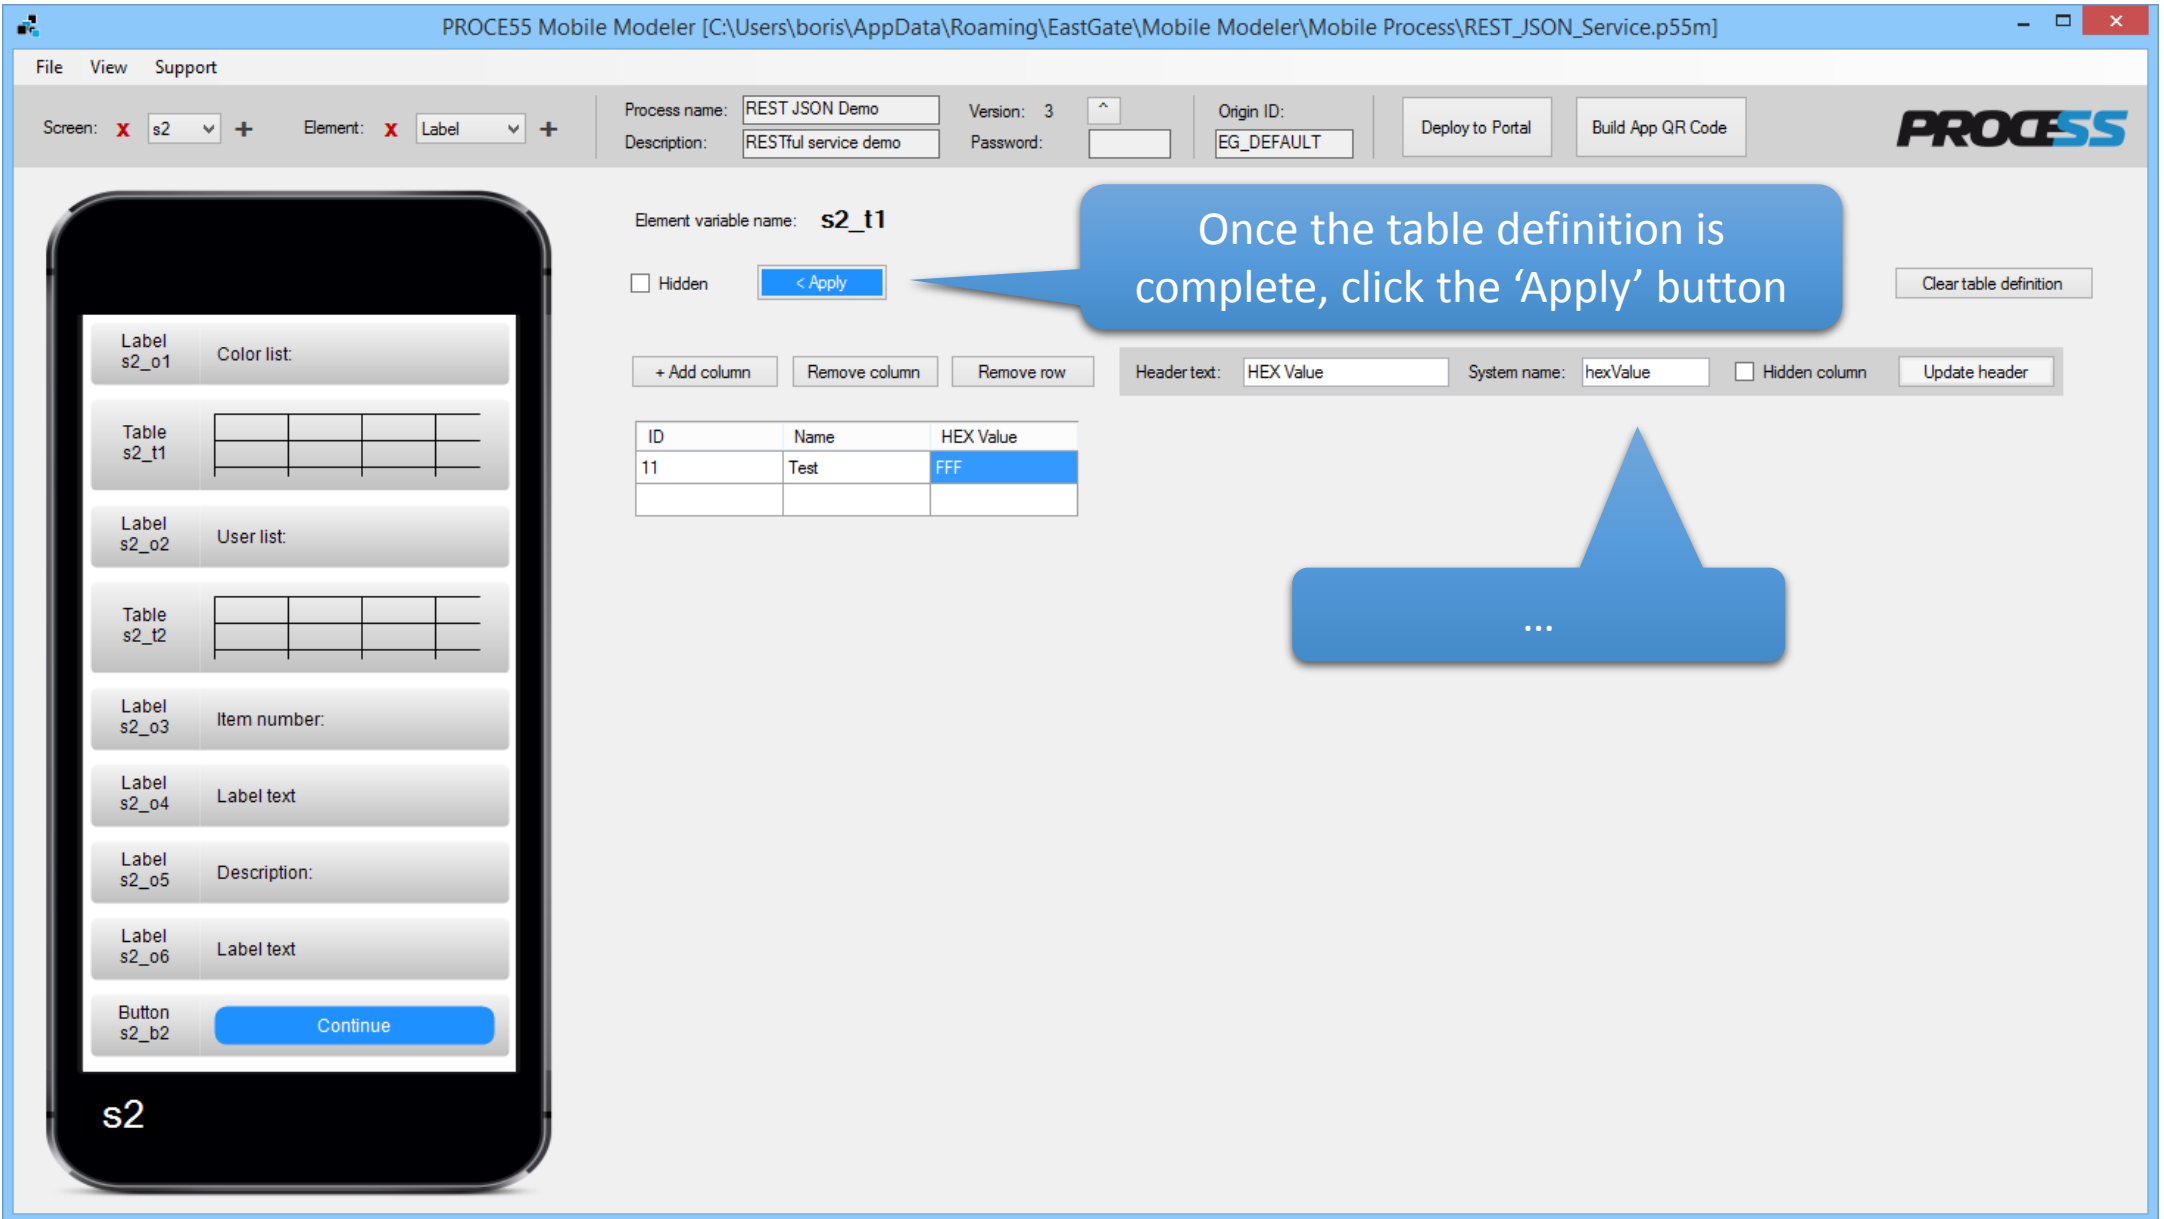 PROCE55 Mobile Modeler [C:\Users\boris\AppData\Roaming\EastGate\Mobile Modeler\Mobile Process\REST_JSON_Service.p55m]
File View Support
Screen: x s2 + Element: x Label +
Process name: REST JSON Demo Version: 3 ^ Origin ID:
Description: RESTful service demo Password: EG_DEFAULT
Deploy to Portal Build App QR Code PROCE55
Element variable name: s2_t1
Once the table definition is
complete, click the ‘Apply’ button
Hidden < Apply
Clear table definition
+ Add column Remove column Remove row Header text: HEX Value System name: hexValue Hidden column Update header
ID Name HEX Value
11 Test FFF
...
Label
s2_o1
Color list:
Table
s2_t1
Label
s2_o2
User list:
Table
s2_t2
Label
s2_o3
Item number:
Label
s2_o4
Label text
Label
s2_o5
Description:
Label
s2_o6
Label text
Button
s2_b2
Continue
s2